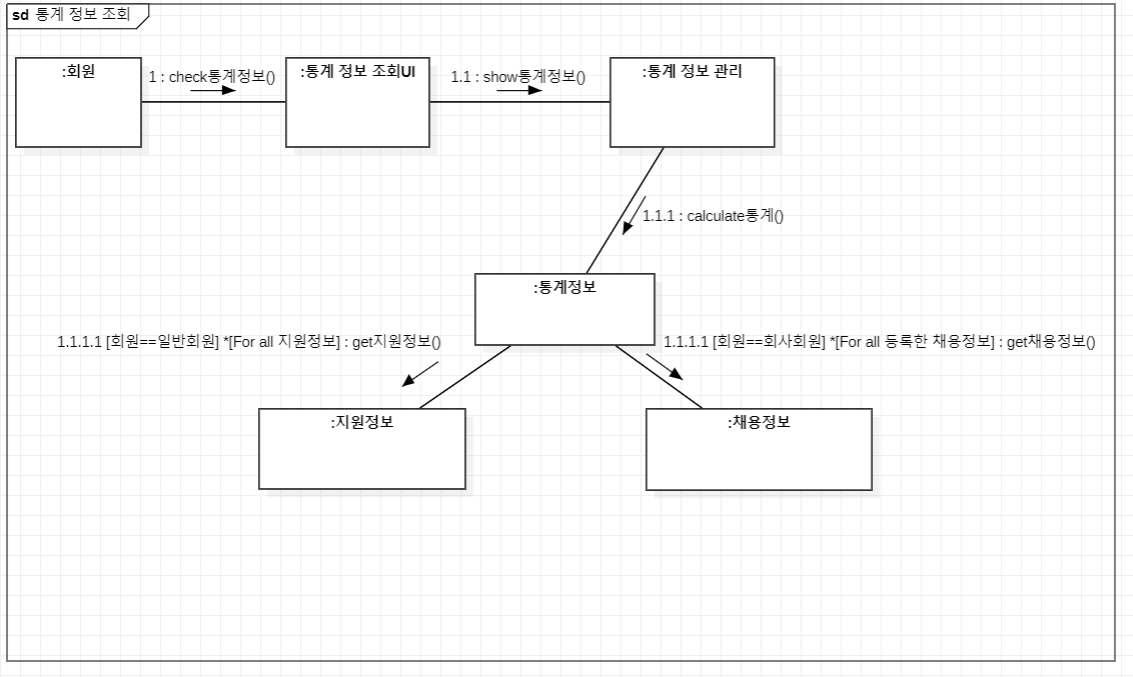 sd 통계 정보 조회
:회원
1 : check통계정보()
:통계 정보 조회UI
1.1 : show통계정보()
:통계 정보 관리
1.1.1 : calculate통계()
:통계정보
1.1.1.1 [회원==일반회원] *[For all 지원정보] : get지원정보()
1.1.1.1 [회원==회사회원] *[For all 등록한 채용정보] : get채용정보()
:지원정보
:채용정보